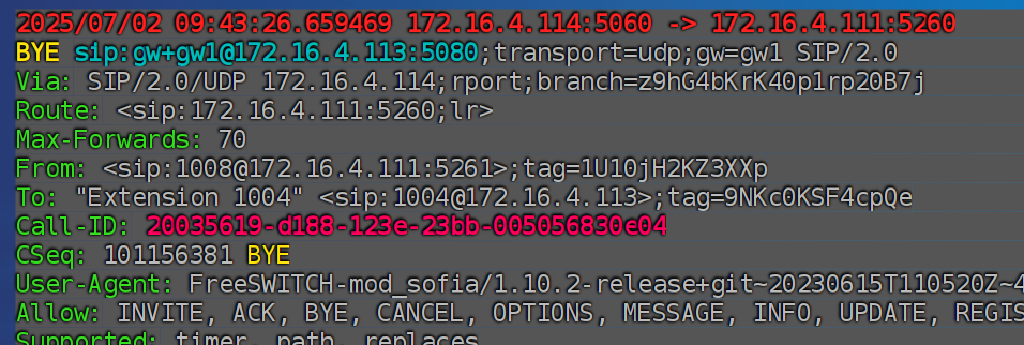 2025/07/02 09:43:26.659469 172.16.4.114:5060 -> 172.16.4.111:5260
BYE sip:gw+gw1@172.16.4.113:5080;transport=udp;gw=gw1 SIP/2.0
Via: SIP/2.0/UDP 172.16.4.114;rport;branch=z9hG4bKrK40p1rp20B7j
Route: <sip:172.16.4.111:5260;lr>
Max-Forwards: 70
From: <sip:1008@172.16.4.111:5261>;tag=1U10jH2KZ3XXp
To: "Extension 1004" <sip:1004@172.16.4.113>;tag=9NKc0KSF4cpQe
Call-ID: 20035619-d188-123e-23bb-005056830e04
CSeq: 101156381 BYE
User-Agent: FreeSWITCH-mod_sofia/1.10.2-release+git~20230615T110520Z~4
Allow: INVITE, ACK, BYE, CANCEL, OPTIONS, MESSAGE, INFO, UPDATE, REGIS
Supported: timer, path, replaces